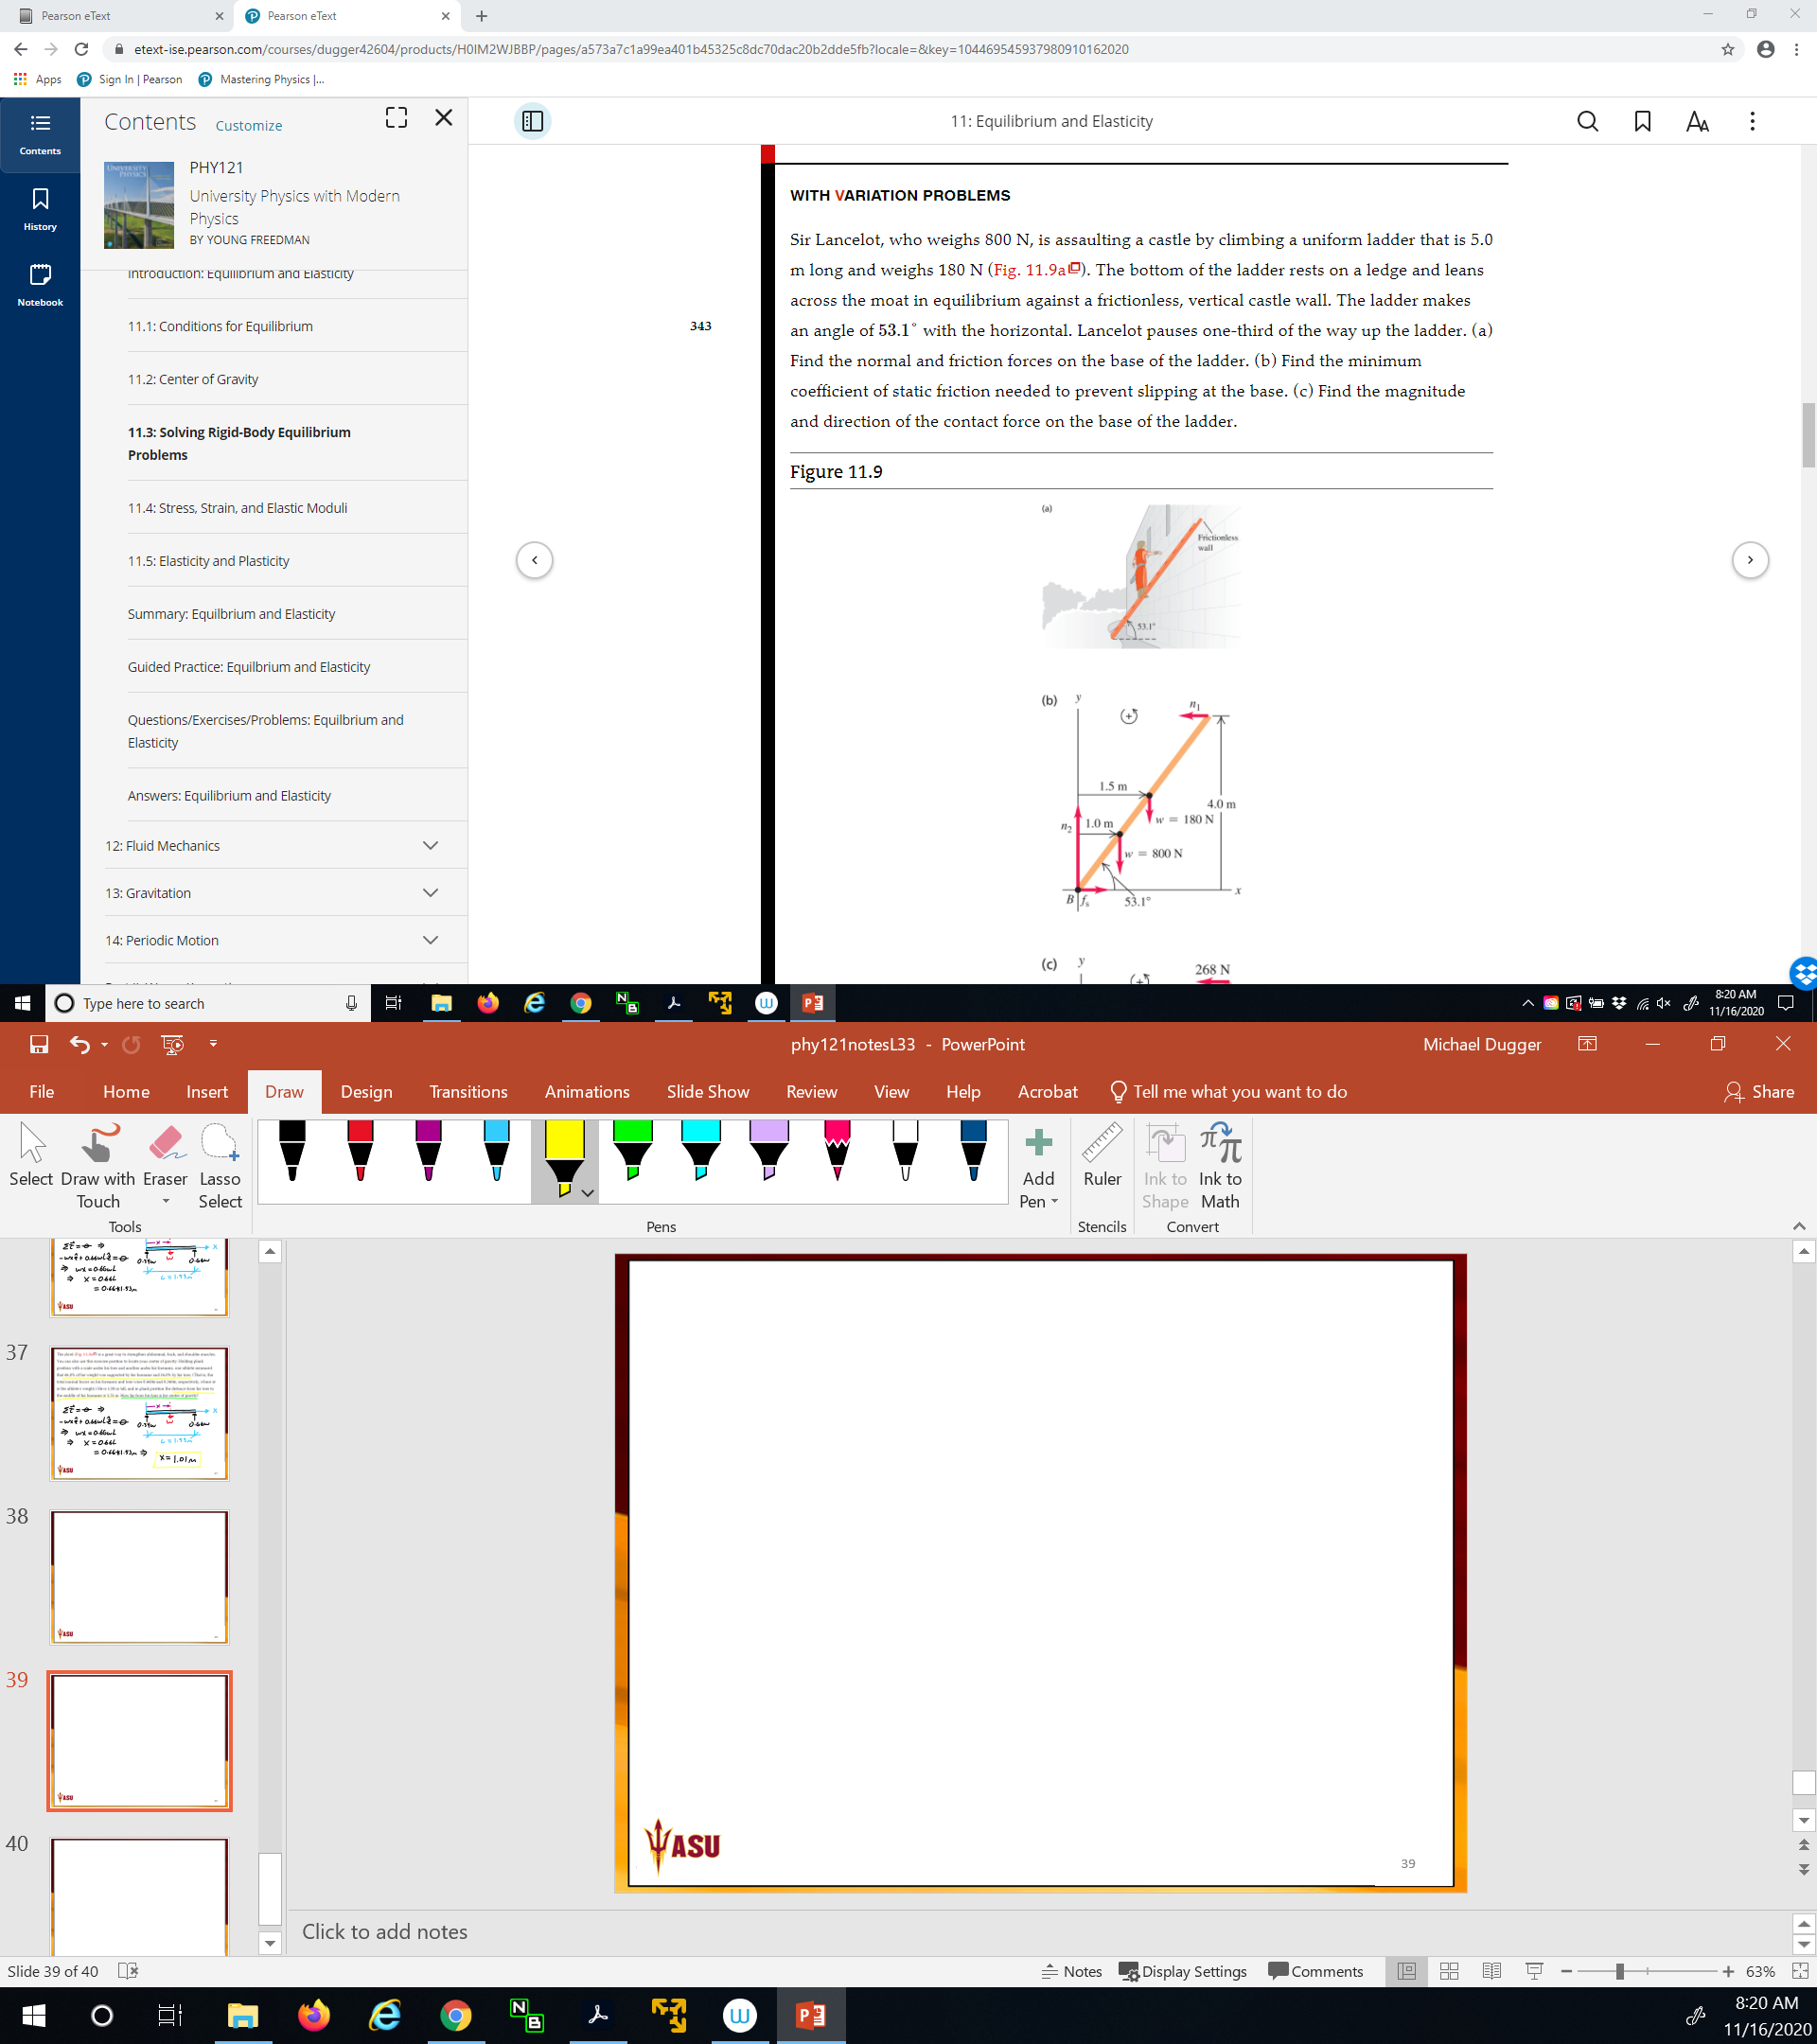 Pearson eText
Pearson eText
etext-ise.pearson.com/courses/dugger42604/products/H0IM2WJBBP/pages/a573a7c1a99ea401b45325c8dc70dac20b2dde5fb?locale=&key=104469545937980910162020
Apps
Sign In | Pearson
Mastering Physics |...
Contents
History
Notebook
Contents Customize
PHY121
University Physics with Modern
Physics
BY YOUNG FREEDMAN
Introduction: Equilibrium and Elasticity
11.1: Conditions for Equilibrium
11.2: Center of Gravity
11.3: Solving Rigid-Body Equilibrium
Problems
11.4: Stress, Strain, and Elastic Moduli
11.5: Elasticity and Plasticity
Summary: Equilbrium and Elasticity
Guided Practice: Equilbrium and Elasticity
Questions/Exercises/Problems: Equilbrium and
Elasticity
Answers: Equilibrium and Elasticity
12: Fluid Mechanics
13: Gravitation
14: Periodic Motion
11: Equilibrium and Elasticity
343
WITH VARIATION PROBLEMS
Sir Lancelot, who weighs 800 N, is assaulting a castle by climbing a uniform ladder that is 5.0
m long and weighs 180 N (Fig. 11.9a). The bottom of the ladder rests on a ledge and leans
across the moat in equilibrium against a frictionless, vertical castle wall. The ladder makes
an angle of 53.1° with the horizontal. Lancelot pauses one-third of the way up the ladder. (a)
Find the normal and friction forces on the base of the ladder. (b) Find the minimum
coefficient of static friction needed to prevent slipping at the base. (c) Find the magnitude
and direction of the contact force on the base of the ladder.
Figure 11.9
(a)
Frictionless
wall
53.1°
(b) y
n1
+
1.5 m
4.0 m
w = 180 N
n2
1.0 m
w = 800 N
x
B fs 53.1°
(c) y
268 N
Type here to search
8:20 AM
11/16/2020
phy121notesL33 - PowerPoint
Michael Dugger
File Home Insert Draw Design Transitions Animations Slide Show Review View Help Acrobat Tell me what you want to do Share
Select
Draw with
Touch
Eraser
Lasso
Select
Tools
Pens
Add
Pen
Ruler
Stencils
Ink to
Shape
Ink to
Math
Convert
37
x = 1.01m
ASU
38
ASU
39
ASU
40
ASU
39
Click to add notes
Slide 39 of 40
Notes Display Settings Comments 63%
8:20 AM
11/16/2020